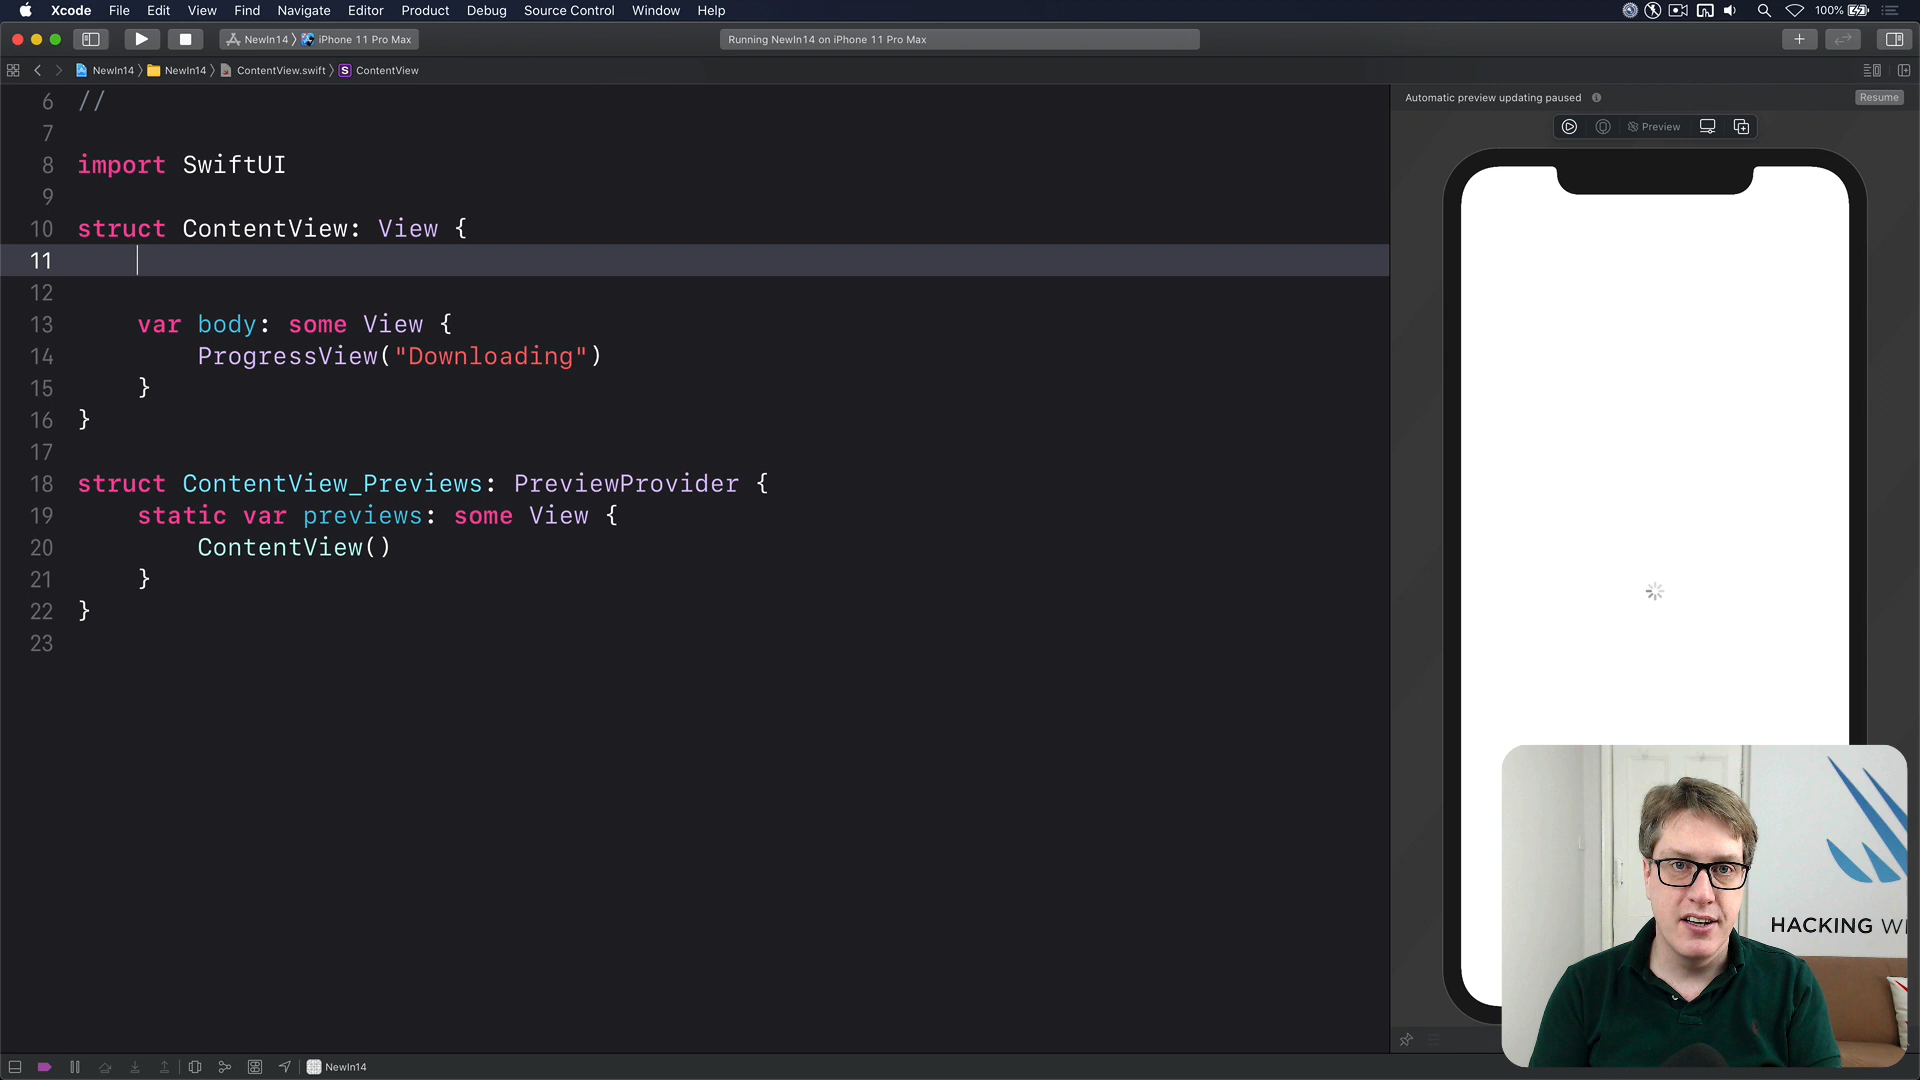 Xcode File Edit View Find Navigate Editor Product Debug Source Control Window Help 100%
NewIn14 iPhone 11 Pro Max Running NewIn14 on iPhone 11 Pro Max
NewIn14 NewIn14 ContentView.swift S ContentView
Automatic preview updating paused Resume
Preview
6 //
7
8 import SwiftUI
9
10 struct ContentView: View {
11
12
13 var body: some View {
14 ProgressView("Downloading")
15 }
16 }
17
18 struct ContentView_Previews: PreviewProvider {
19 static var previews: some View {
20 ContentView()
21 }
22 }
23
HACKING WI
NewIn14